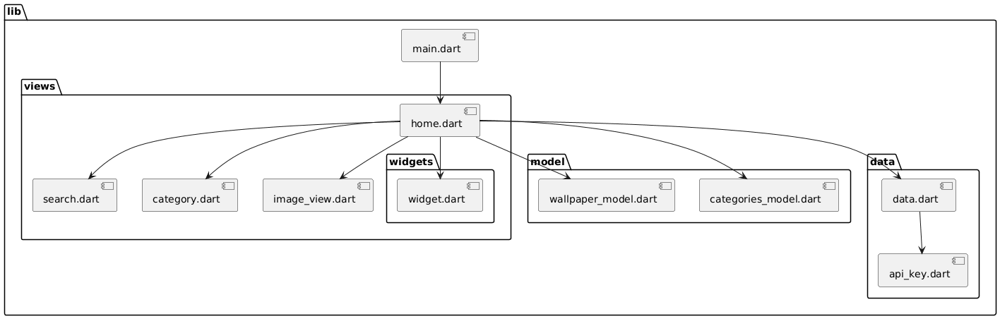 lib
main.dart
views
home.dart
widgets
model
data
search.dart
category.dart
image_view.dart
widget.dart
wallpaper_model.dart
categories_model.dart
data.dart
api_key.dart